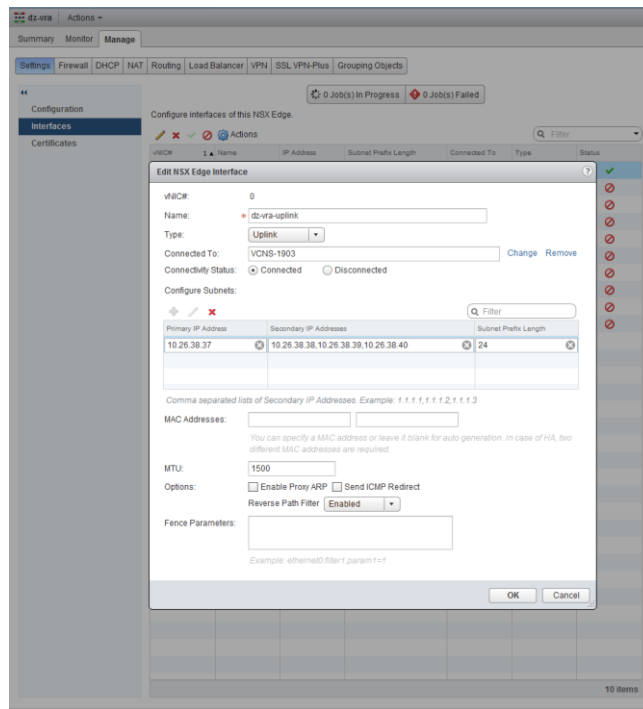 dz-vra Actions
Summary Monitor Manage
Settings Firewall DHCP NAT Routing Load Balancer VPN SSL VPN-Plus Grouping Objects
0 Job(s) In Progress 0 Job(s) Failed
Configuration
Interfaces
Certificates
Configure interfaces of this NSX Edge.
Actions
Filter
vNIC# 1 Name IP Address Subnet Prefix Length Connected To Type Status
Edit NSX Edge Interface ?
vNIC#: 0
Name: * dz-vra-uplink
Type: Uplink
Connected To: VCNS-1903 Change Remove
Connectivity Status: Connected Disconnected
Configure Subnets:
Filter
Primary IP Address Secondary IP Addresses Subnet Prefix Length
10.26.38.37 10.26.38.38,10.26.38.39,10.26.38.40 24
Comma separated lists of Secondary IP Addresses. Example: 1.1.1.1,1.1.1.2,1.1.1.3
MAC Addresses:
You can specify a MAC address or leave it blank for auto generation. In case of HA, two
different MAC addresses are required.
MTU: 1500
Options: Enable Proxy ARP Send ICMP Redirect
Reverse Path Filter Enabled
Fence Parameters:
Example: ethernet0.filter1.param1=1
OK Cancel
10 items